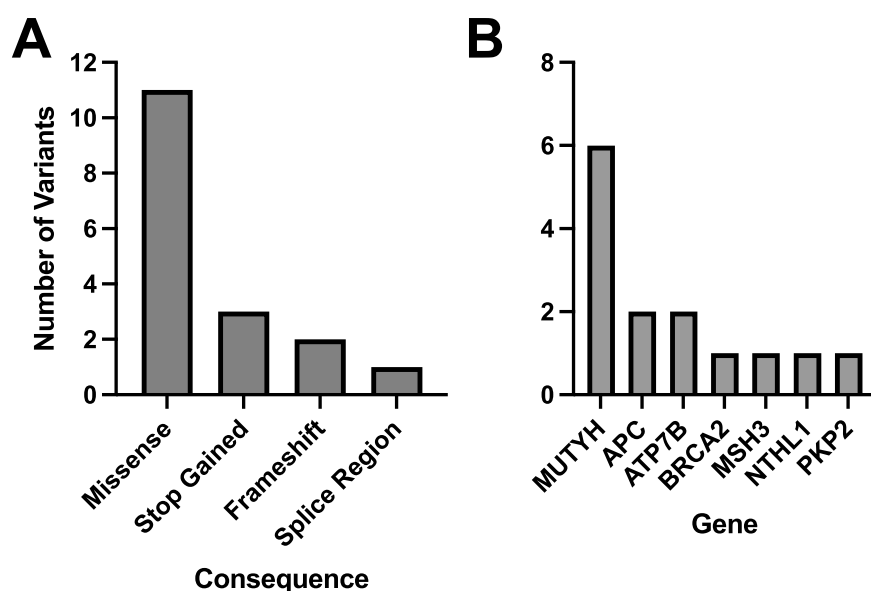 A
Number of Variants
12
10
8
6
4
2
0
Missense
Stop Gained
Frameshift
Splice Region
Consequence
B
8
6
4
2
0
MUTYH
APC
ATP7B
BRCA2
MSH3
NTHL1
PKP2
Gene